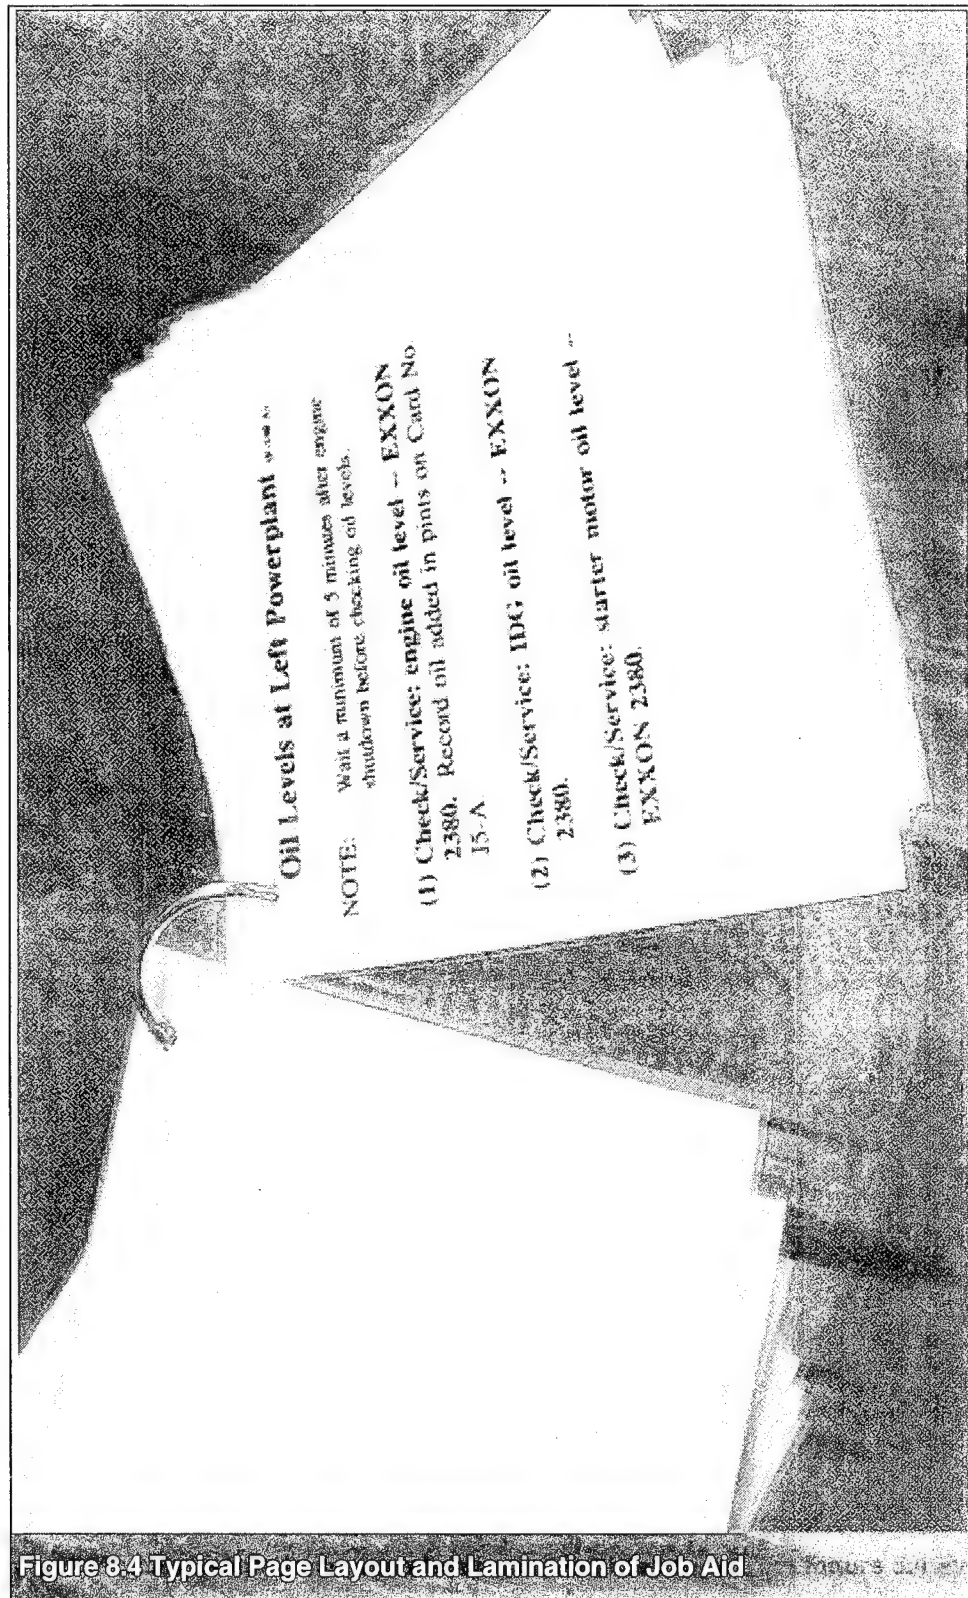 Oil Levels at Left Powerplant
NOTE: Wait a minimum of 5 minutes after engine
shutdown before checking oil levels.
(1) Check/Service: engine oil level -- EXXON
2380. Record oil added in pints on Card No.
J5-A
(2) Check/Service: IDG oil level -- EXXON
2380.
(3) Check/Service: starter motor oil level --
EXXON 2380.
Figure 8.4 Typical Page Layout and Lamination of Job Aid